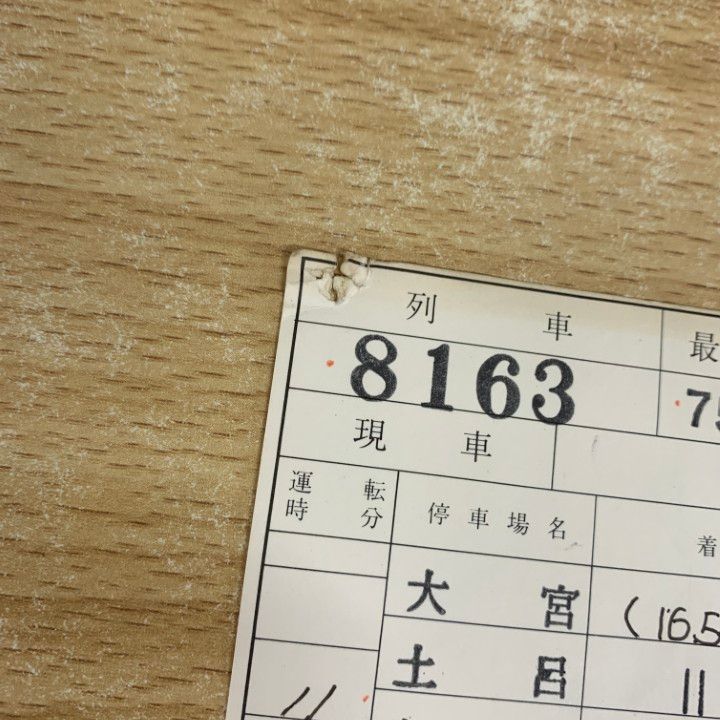 列車 最
8163 75
現車
運転 停車場名 着
時分
大宮 (16.5
土呂 11
11